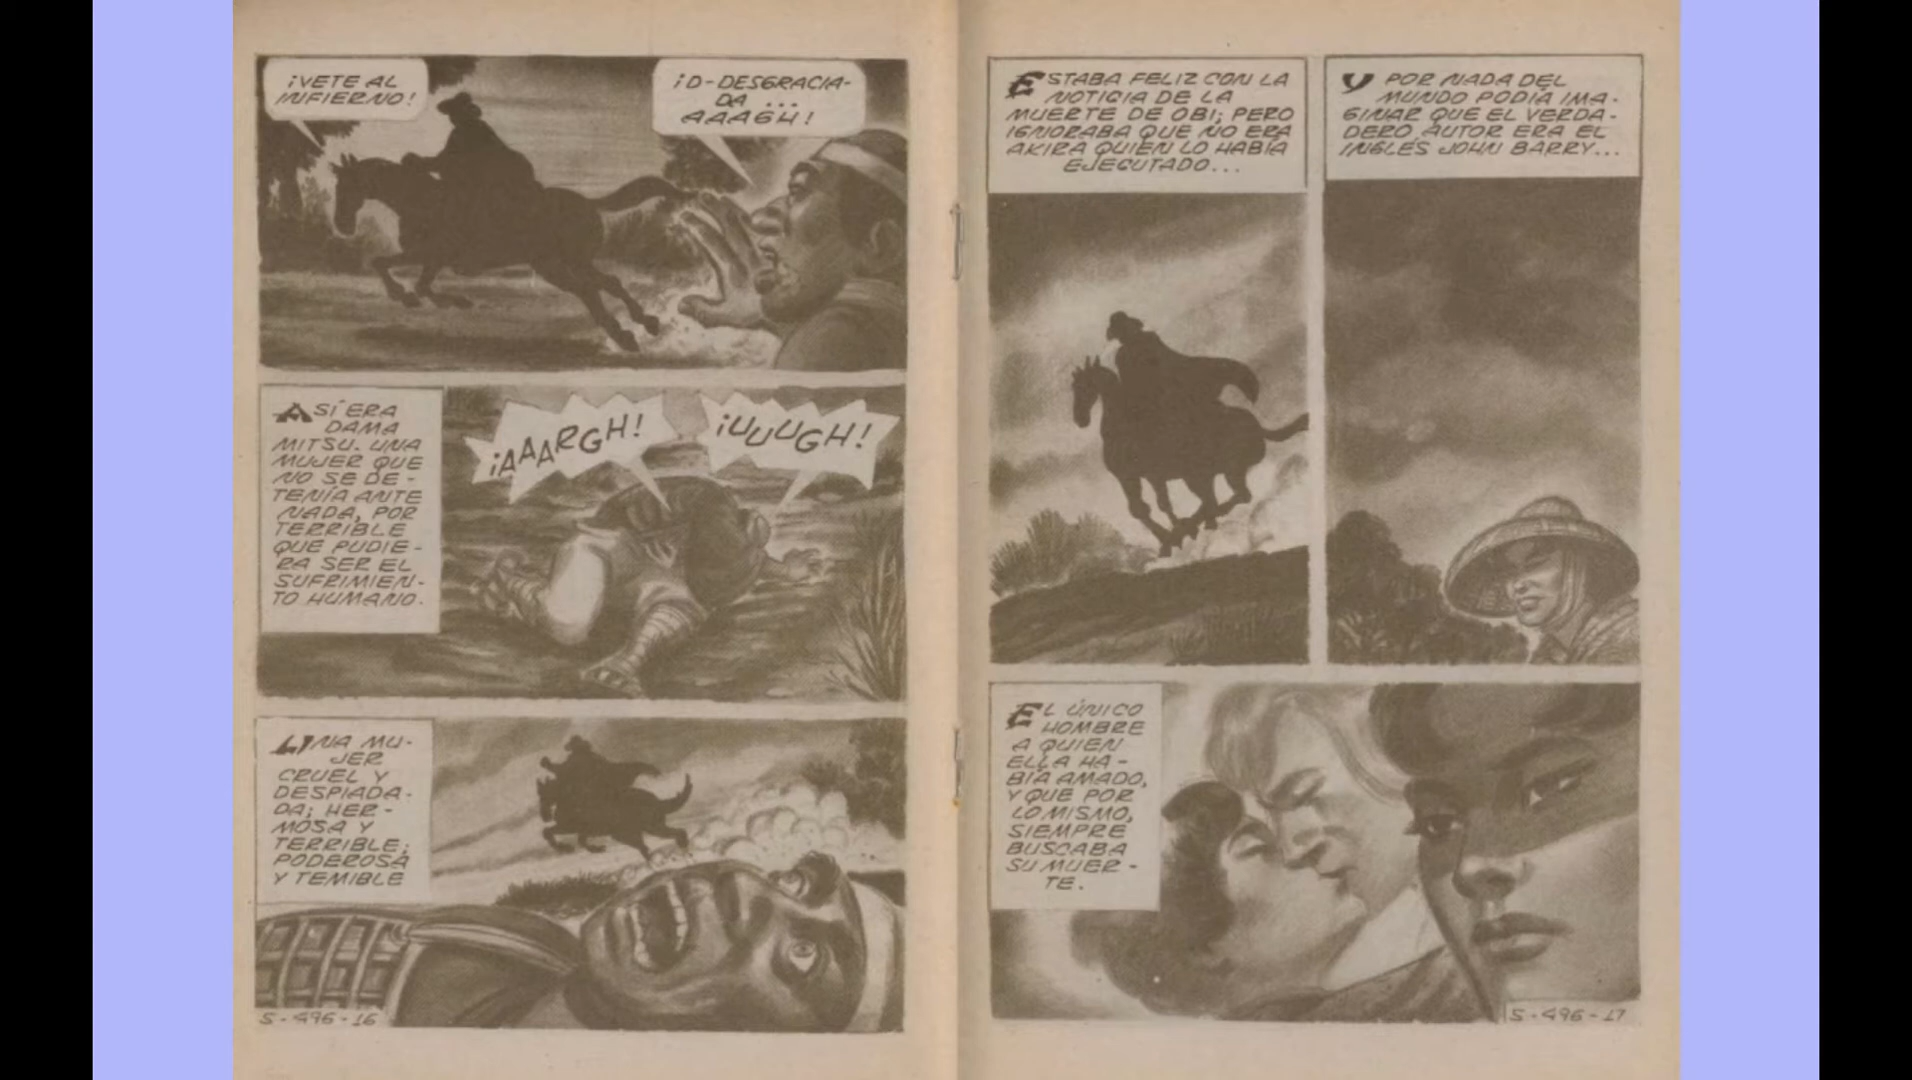 ¡VETE AL
INFIERNO!
¡D-DESGRACIA-
DA ...
AAAGH!
ASÍ ERA
DAMA
MITSU. UNA
MUJER QUE
NO SE DE-
TENÍA ANTE
NADA, POR
TERRIBLE
QUE PUDIE-
RA SER EL
SUFRIMIEN-
TO HUMANO.
¡AAARGH!
¡UUUGH!
UNA MU-
JER
CRUEL Y
DESPIADA-
DA; HER-
MOSA Y
TERRIBLE;
PODEROSA
Y TEMIBLE
S-496-16
ESTABA FELIZ CON LA
NOTICIA DE LA
MUERTE DE OBI; PERO
IGNORABA QUE NO ERA
AKIRA QUIEN LO HABÍA
EJECUTADO...
Y POR NADA DEL
MUNDO PODÍA IMA-
GINAR QUE EL VERDA-
DERO AUTOR ERA EL
INGLÉS JOHN BARRY...
EL ÚNICO
HOMBRE
A QUIEN
ELLA HA-
BÍA AMADO,
Y QUE POR
LO MISMO,
SIEMPRE
BUSCABA
SU MUER-
TE.
S-496-17